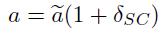 a = ã(1 + δ_{SC})